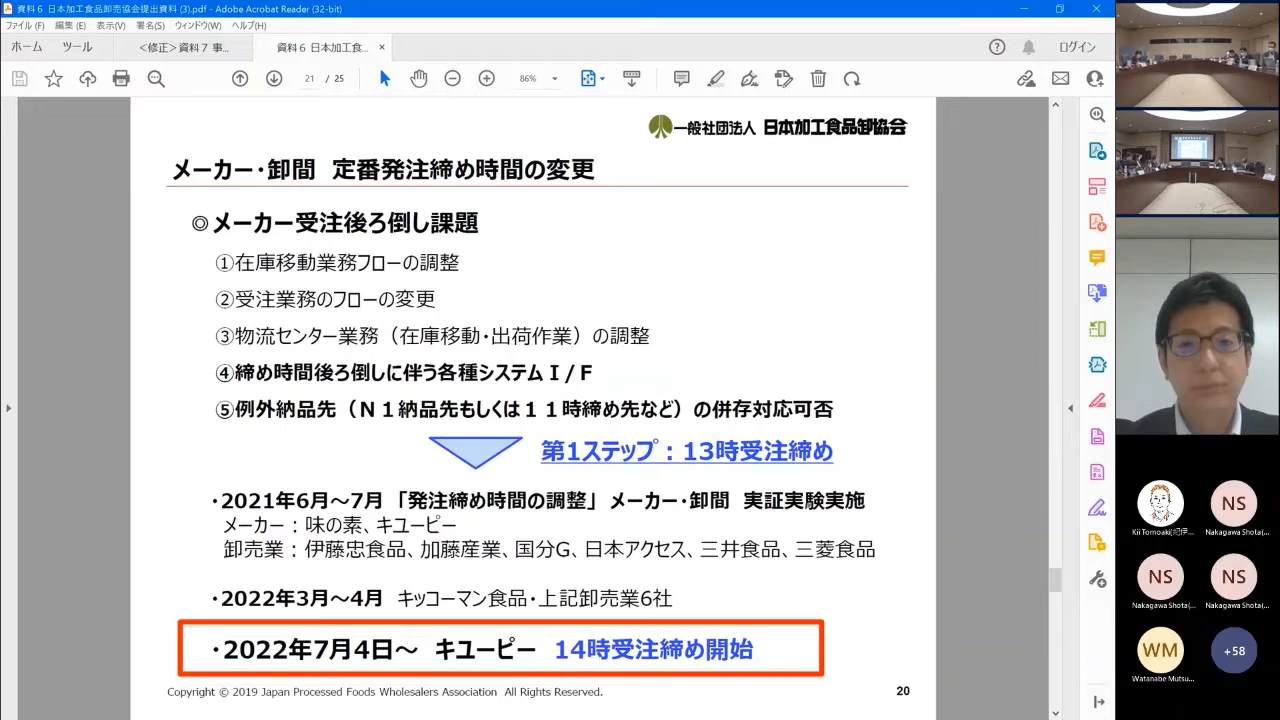 資料６ 日本加工食品卸売協会提出資料 (3).pdf - Adobe Acrobat Reader (32-bit)
ファイル(F) 編集(E) 表示(V) 署名(S) ウィンドウ(W) ヘルプ(H)
ホーム ツール <修正>資料７ 事... 資料６ 日本加工食... × ログイン
21 / 25 86%
一般社団法人 日本加工食品卸協会
メーカー・卸間 定番発注締め時間の変更
◎メーカー受注後ろ倒し課題
①在庫移動業務フローの調整
②受注業務のフローの変更
③物流センター業務（在庫移動・出荷作業）の調整
④締め時間後ろ倒しに伴う各種システムＩ/Ｆ
⑤例外納品先（Ｎ１納品先もしくは１１時締め先など）の併存対応可否
第1ステップ：13時受注締め
・2021年6月～7月 「発注締め時間の調整」メーカー・卸間 実証実験実施
メーカー：味の素、キユーピー
卸売業：伊藤忠食品、加藤産業、国分G、日本アクセス、三井食品、三菱食品
・2022年3月～4月 キッコーマン食品・上記卸売業6社
・2022年7月4日～ キユーピー 14時受注締め開始
Copyright © 2019 Japan Processed Foods Wholesalers Association All Rights Reserved.
20
NS
Kii Tomoaki(紀伊... Nakagawa Shota(...
NS NS
Nakagawa Shota(... Nakagawa Shota(...
WM +58
Watanabe Mutsu...